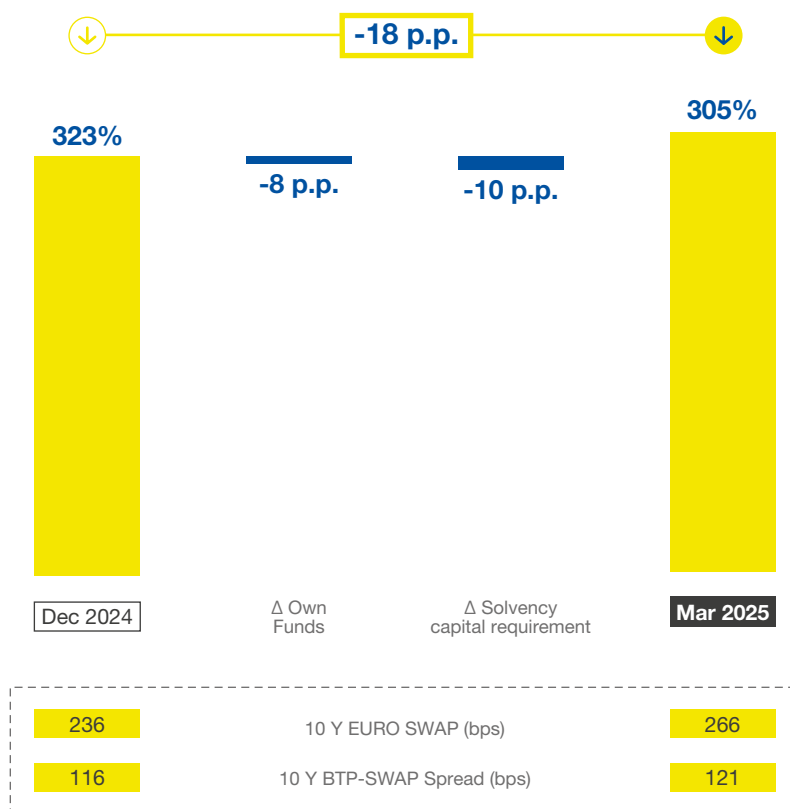 -18 p.p.
323%
305%
-8 p.p.
-10 p.p.
Dec 2024
Δ Own
Funds
Δ Solvency
capital requirement
Mar 2025
236
10 Y EURO SWAP (bps)
266
116
10 Y BTP-SWAP Spread (bps)
121